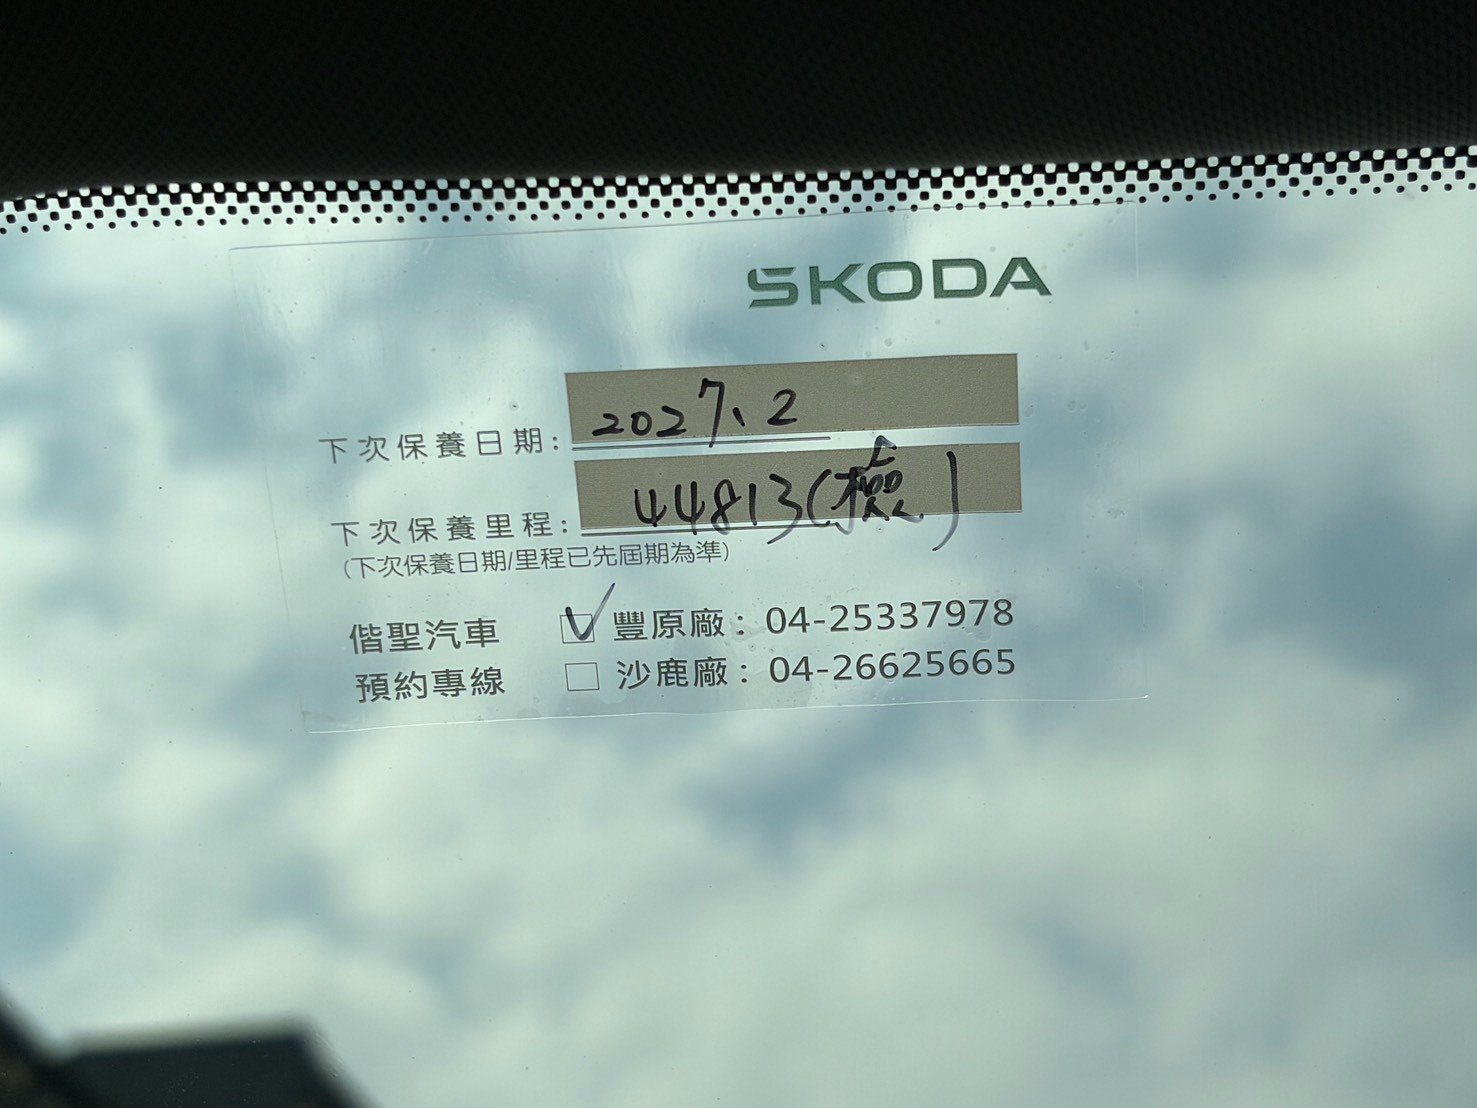 SKODA
下次保養日期: 2027、2
下次保養里程: 44813(檢)
(下次保養日期/里程已先屆期為準)
偕聖汽車 豐原廠: 04-25337978
預約專線 沙鹿廠: 04-26625665